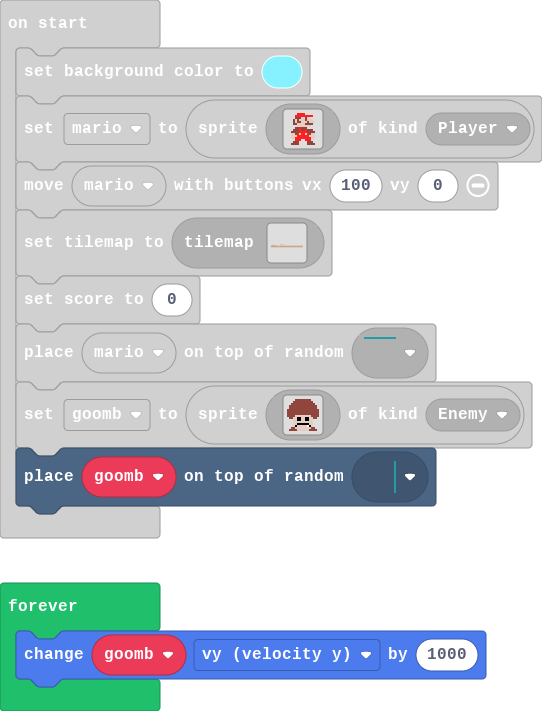 on start
set background color to
set mario to sprite of kind Player
move mario with buttons vx 100 vy 0
set tilemap to tilemap
set score to 0
place mario on top of random
set goomb to sprite of kind Enemy
place goomb on top of random
forever
change goomb vy (velocity y) by 1000